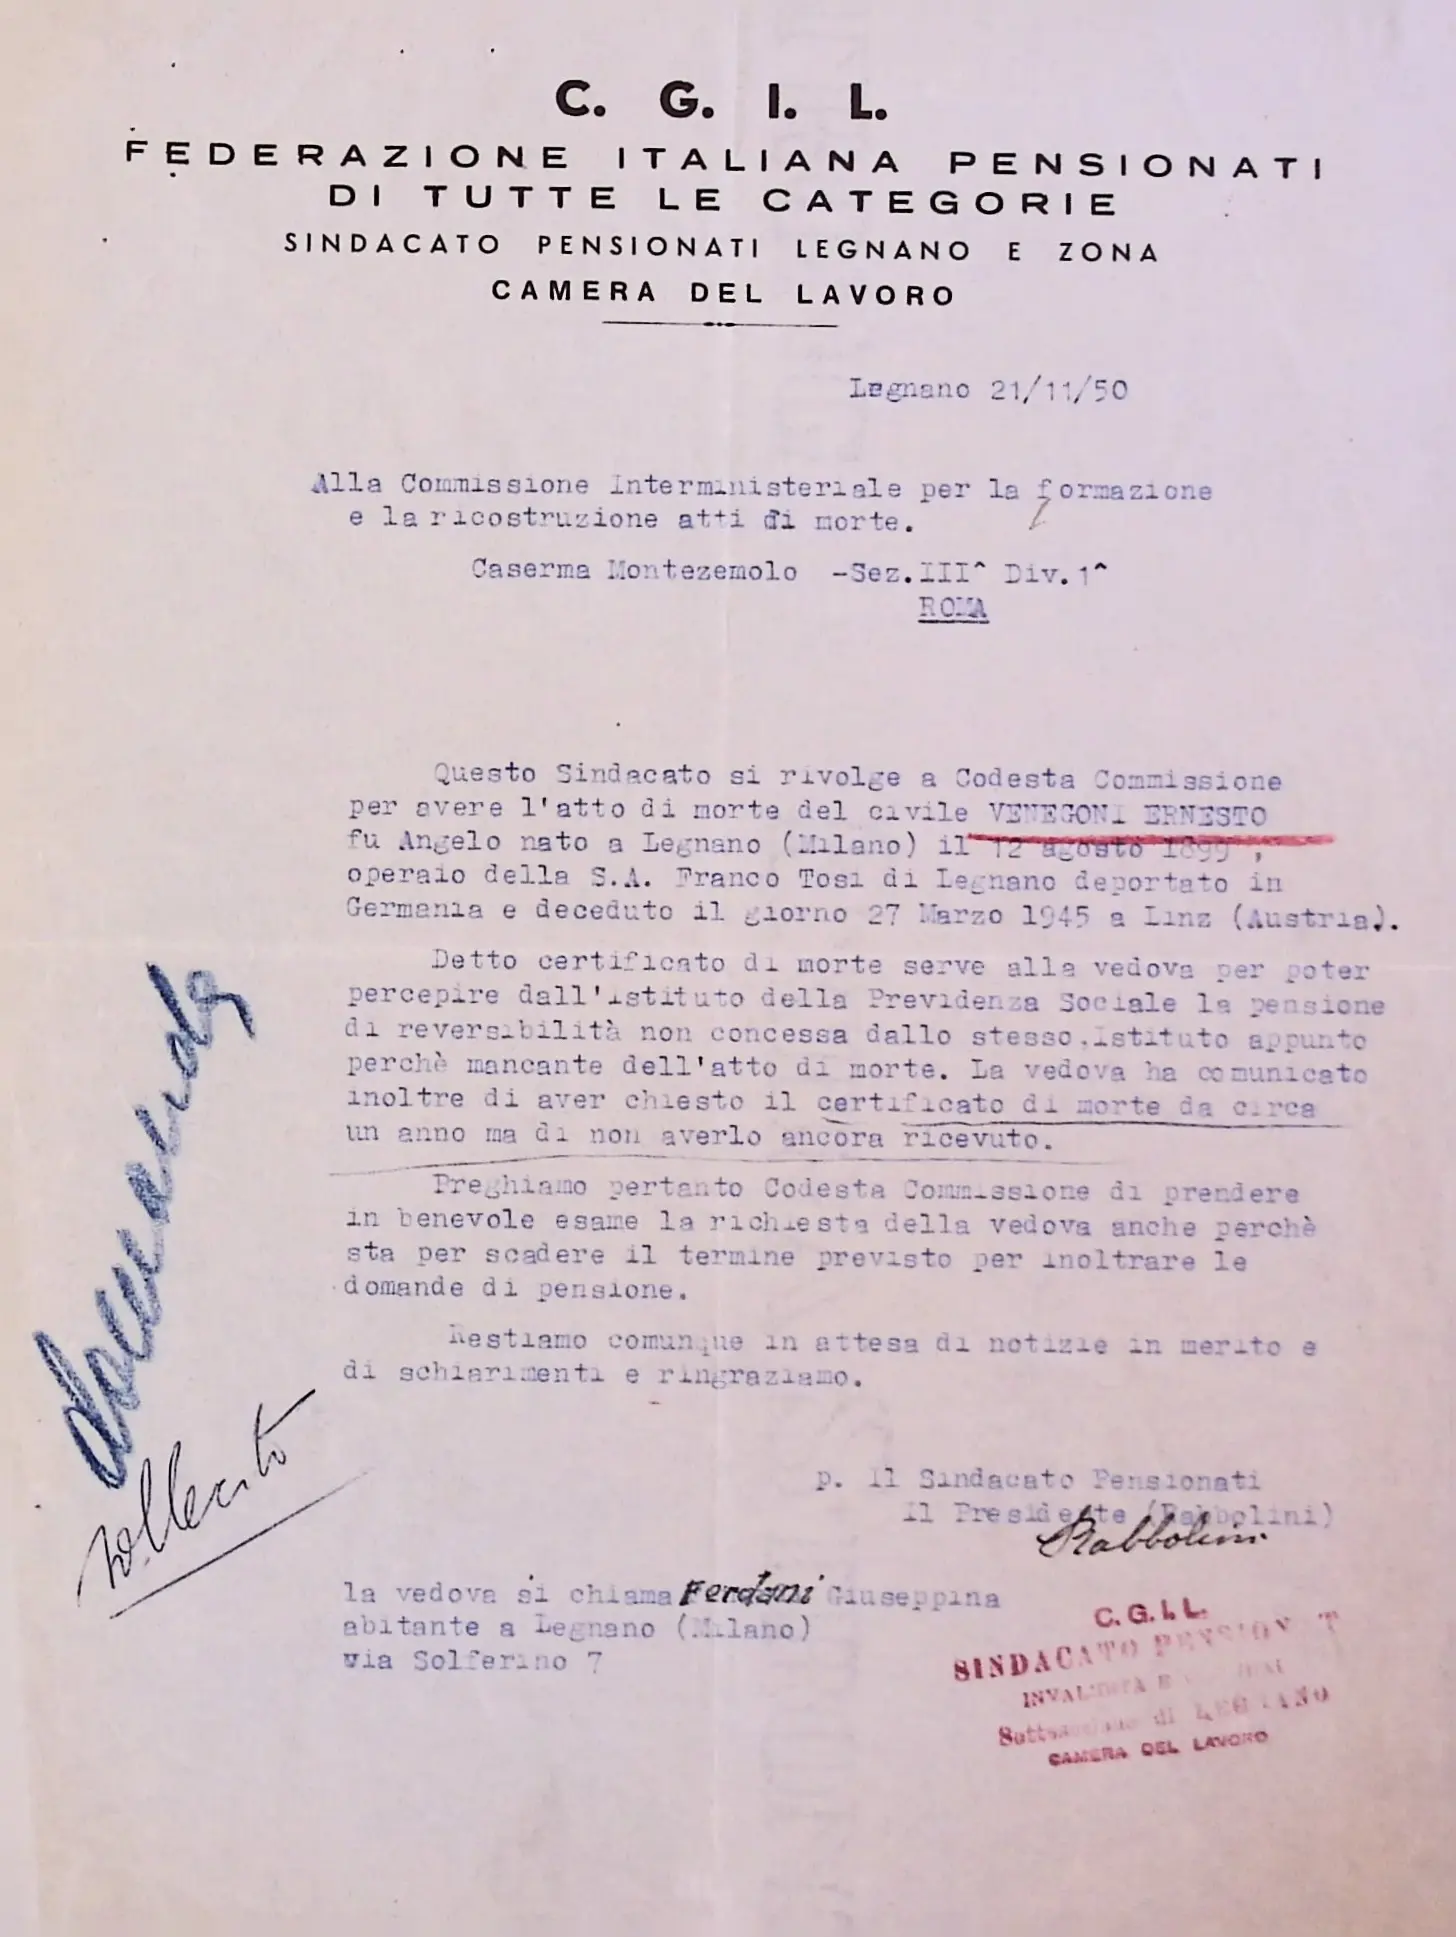 C. G. I. L.
FEDERAZIONE ITALIANA PENSIONATI
DI TUTTE LE CATEGORIE
SINDACATO PENSIONATI LEGNANO E ZONA
CAMERA DEL LAVORO
Legnano 21/11/50
Alla Commissione Interministeriale per la formazione
e la ricostruzione atti di morte.
Caserma Montezemolo -Sez.III^ Div.1^
ROMA
Questo Sindacato si rivolge a Codesta Commissione
per avere l'atto di morte del civile VENEGONI ERNESTO
fu Angelo nato a Legnano (Milano) il 12 agosto 1899 ,
operaio della S.A. Franco Tosi di Legnano deportato in
Germania e deceduto il giorno 27 Marzo 1945 a Linz (Austria).
Detto certificato di morte serve alla vedova per poter
percepire dall'istituto della Previdenza Sociale la pensione
di reversibilità non concessa dallo stesso.Istituto appunto
perchè mancante dell'atto di morte. La vedova ha comunicato
inoltre di aver chiesto il certificato di morte da circa
un anno ma di non averlo ancora ricevuto.
Preghiamo pertanto Codesta Commissione di prendere
in benevole esame la richiesta della vedova anche perchè
sta per scadere il termine previsto per inoltrare le
domande di pensione.
Restiamo comunque in attesa di notizie in merito e
di schiarimenti e ringraziamo.
domanda
sollecito
p. Il Sindacato Pensionati
Il Presidente (Rabbolini)
Rabbolini
la vedova si chiama Ferdani Giuseppina
abitante a Legnano (Milano)
via Solferino 7
C.G.I.L.
SINDACATO
di LEGNANO
CAMERA DEL LAVORO